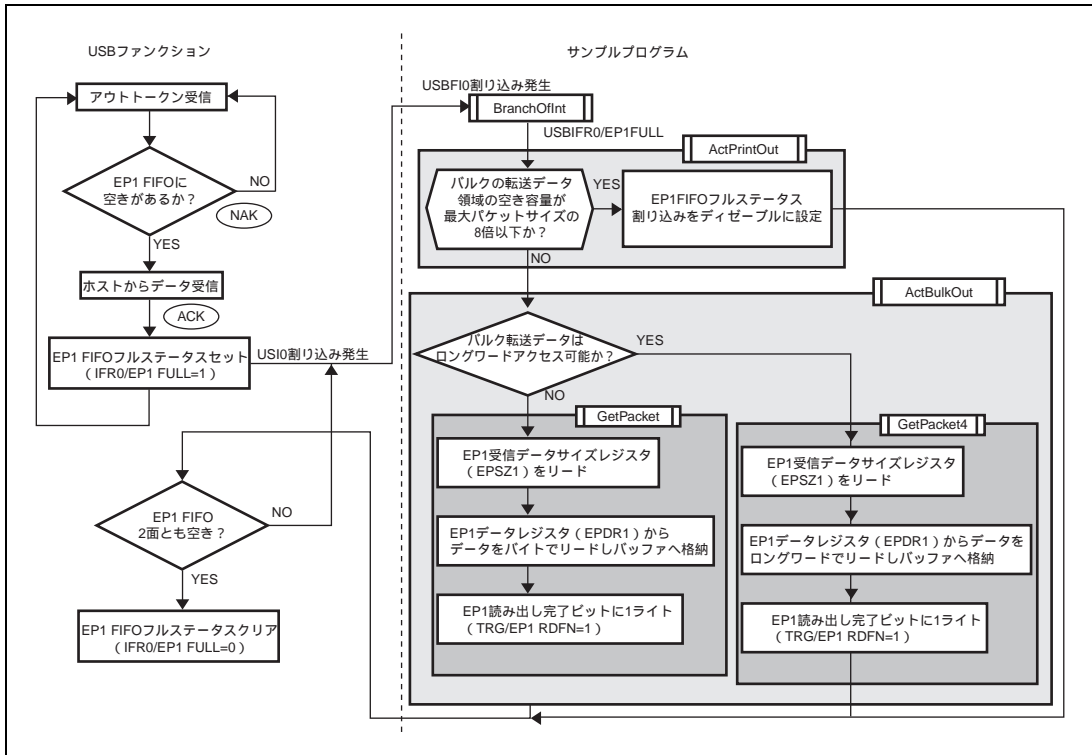 USBファンクション
アウトトークン受信
EP1 FIFOに
空きがあるか？
NO
NAK
YES
ホストからデータ受信
ACK
EP1 FIFOフルステータスセット
（IFR0/EP1 FULL=1）
USI0割り込み発生
EP1 FIFO
2面とも空き？
NO
YES
EP1 FIFOフルステータスクリア
（IFR0/EP1 FULL=0）
サンプルプログラム
USBFI0割り込み発生
BranchOfInt
USBIFR0/EP1FULL
ActPrintOut
バルクの転送データ
領域の空き容量が
最大パケットサイズの
8倍以下か？
YES
EP1FIFOフルステータス
割り込みをディゼーブルに設定
NO
ActBulkOut
バルク転送データは
ロングワードアクセス可能か？
YES
NO
GetPacket
EP1受信データサイズレジスタ
（EPSZ1）をリード
EP1データレジスタ（EPDR1）から
データをバイトでリードしバッファへ格納
EP1読み出し完了ビットに1ライト
（TRG/EP1 RDFN=1）
GetPacket4
EP1受信データサイズレジスタ
（EPSZ1）をリード
EP1データレジスタ（EPDR1）からデータを
ロングワードでリードしバッファへ格納
EP1読み出し完了ビットに1ライト
（TRG/EP1 RDFN=1）